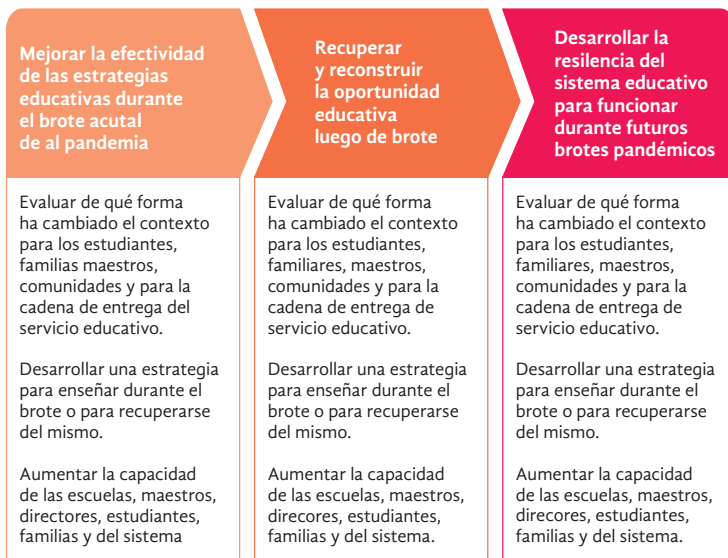 Mejorar la efectividad
de las estrategias
educativas durante
el brote acutal
de al pandemia
Recuperar
y reconstruir
la oportunidad
educativa
luego de brote
Desarrollar la
resilencia del
sistema educativo
para funcionar
durante futuros
brotes pandémicos
Evaluar de qué forma
ha cambiado el contexto
para los estudiantes,
familias maestros,
comunidades y para la
cadena de entrega del
servicio educativo.
Desarrollar una estrategia
para enseñar durante el
brote o para recuperarse
del mismo.
Aumentar la capacidad
de las escuelas, maestros,
directores, estudiantes,
familias y del sistema
Evaluar de qué forma
ha cambiado el contexto
para los estudiantes,
familiares, maestros,
comunidades y para la
cadena de entrega de
servicio educativo.
Desarrollar una estrategia
para enseñar durante el
brote o para recuperarse
del mismo.
Aumentar la capacidad
de las escuelas, maestros,
direcores, estudiantes,
familias y del sistema.
Evaluar de qué forma
ha cambiado el contexto
para los estudiantes,
familiares, maestros,
comunidades y para la
cadena de entrega de
servicio educativo.
Desarrollar una estrategia
para enseñar durante el
brote o para recuperarse
del mismo.
Aumentar la capacidad
de las escuelas, maestros,
direcores, estudiantes,
familias y del sistema.